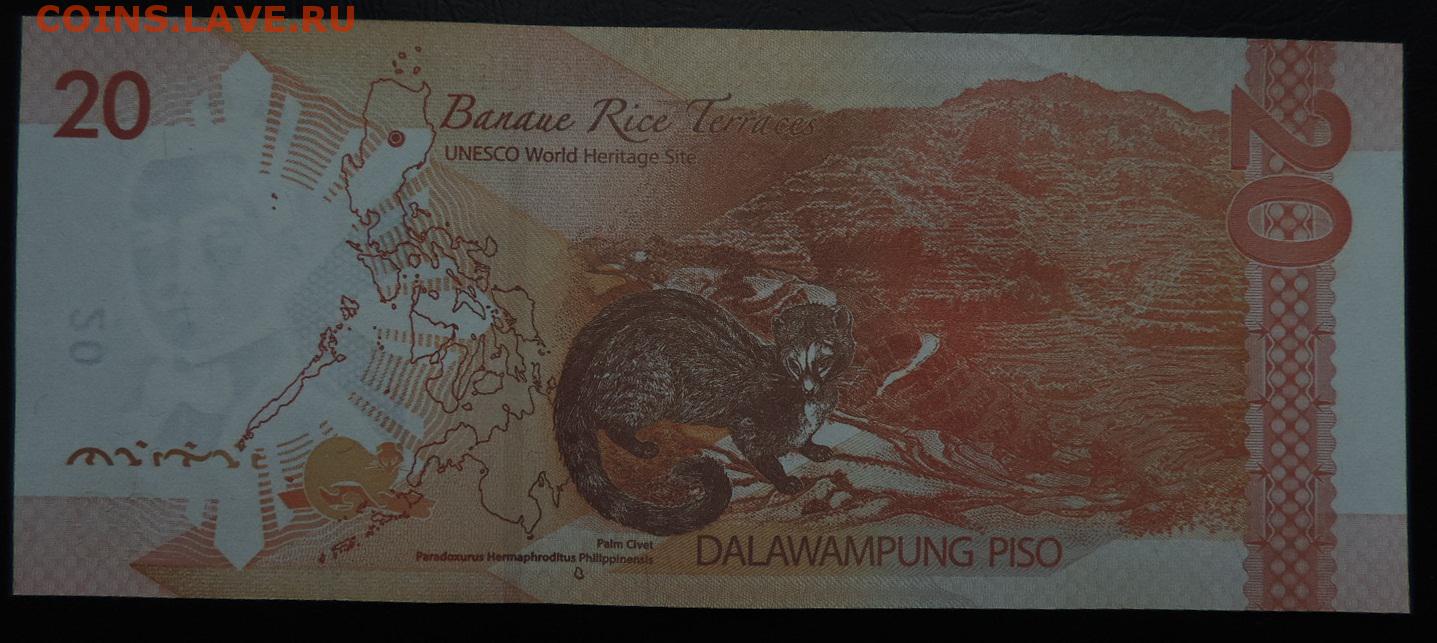 COINS.LAVE.RU
20
Banaue Rice Terraces
UNESCO World Heritage Site
20
20
Palm Civet
Paradoxurus Hermaphroditus Philippinensis
DALAWAMPUNG PISO